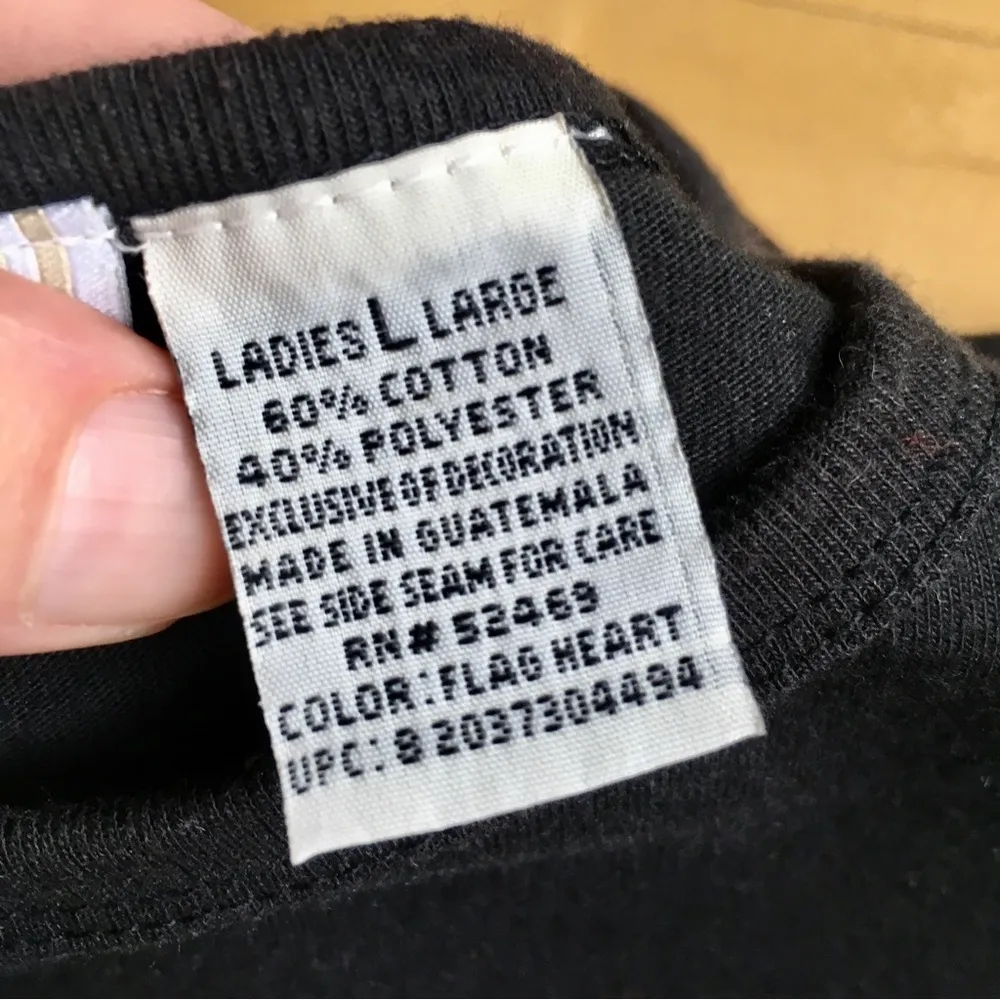 LADIES L LARGE
60% COTTON
40% POLYESTER
EXCLUSIVE OF DECORATION
MADE IN GUATEMALA
SEE SIDE SEAM FOR CARE
RN# 52469
COLOR: FLAG HEART
UPC: 8 2037304494